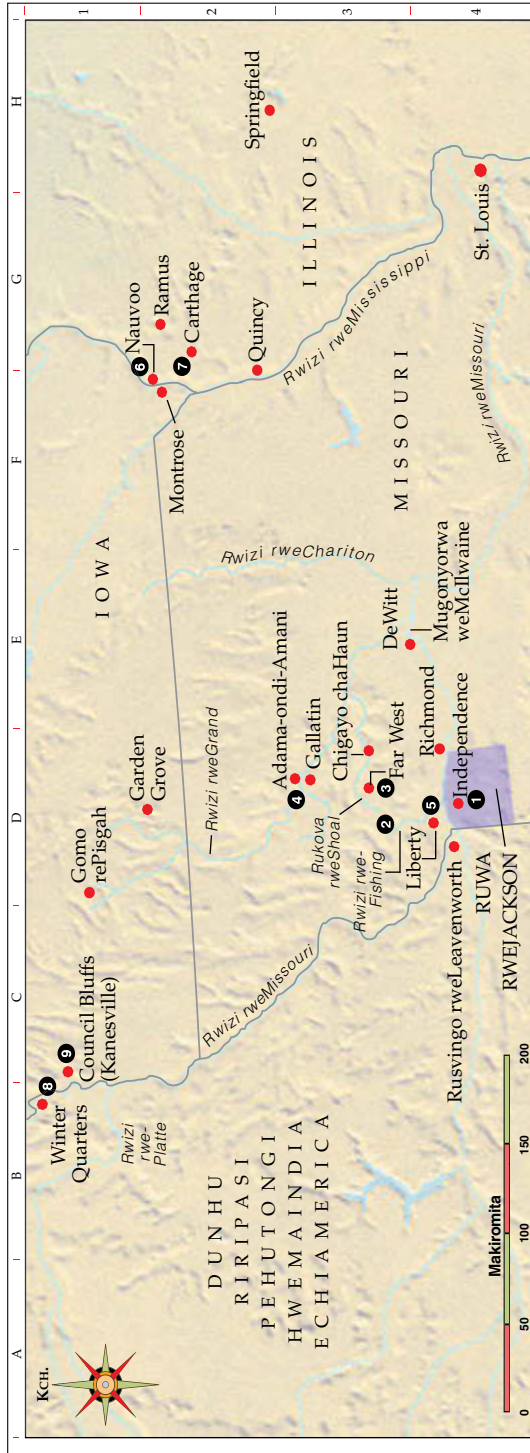 A
B
C
D
E
F
G
H
1
2
3
4
KCH.
Winter
Quarters
8
9
Council Bluffs
(Kanesville)
Gomo
rePisgah
Garden
Grove
I O W A
Montrose
6
Nauvoo
Ramus
7
Carthage
Quincy
Springfield
I L L I N O I S
Rwizi rweMississippi
St. Louis
M I S S O U R I
Rwizi rweMissouri
Rwizi rweChariton
Rwizi rweGrand
Rwizi
rwe-
Platte
Rwizi rweMissouri
D U N H U
R I R I P A S I
P E H U T O N G I
H W E M A I N D I A
E C H I A M E R I C A
4
Adama-ondi-Amani
Gallatin
Chigayo chaHaun
3
Far West
Rukova
rweShoal
2
Rwizi rwe-
Fishing
5
Liberty
DeWitt
Mugonyorwa
weMcIlwaine
Richmond
Independence
1
Rusvingo rweLeavenworth
RUWA
RWEJACKSON
Makiromita
0
50
100
150
200